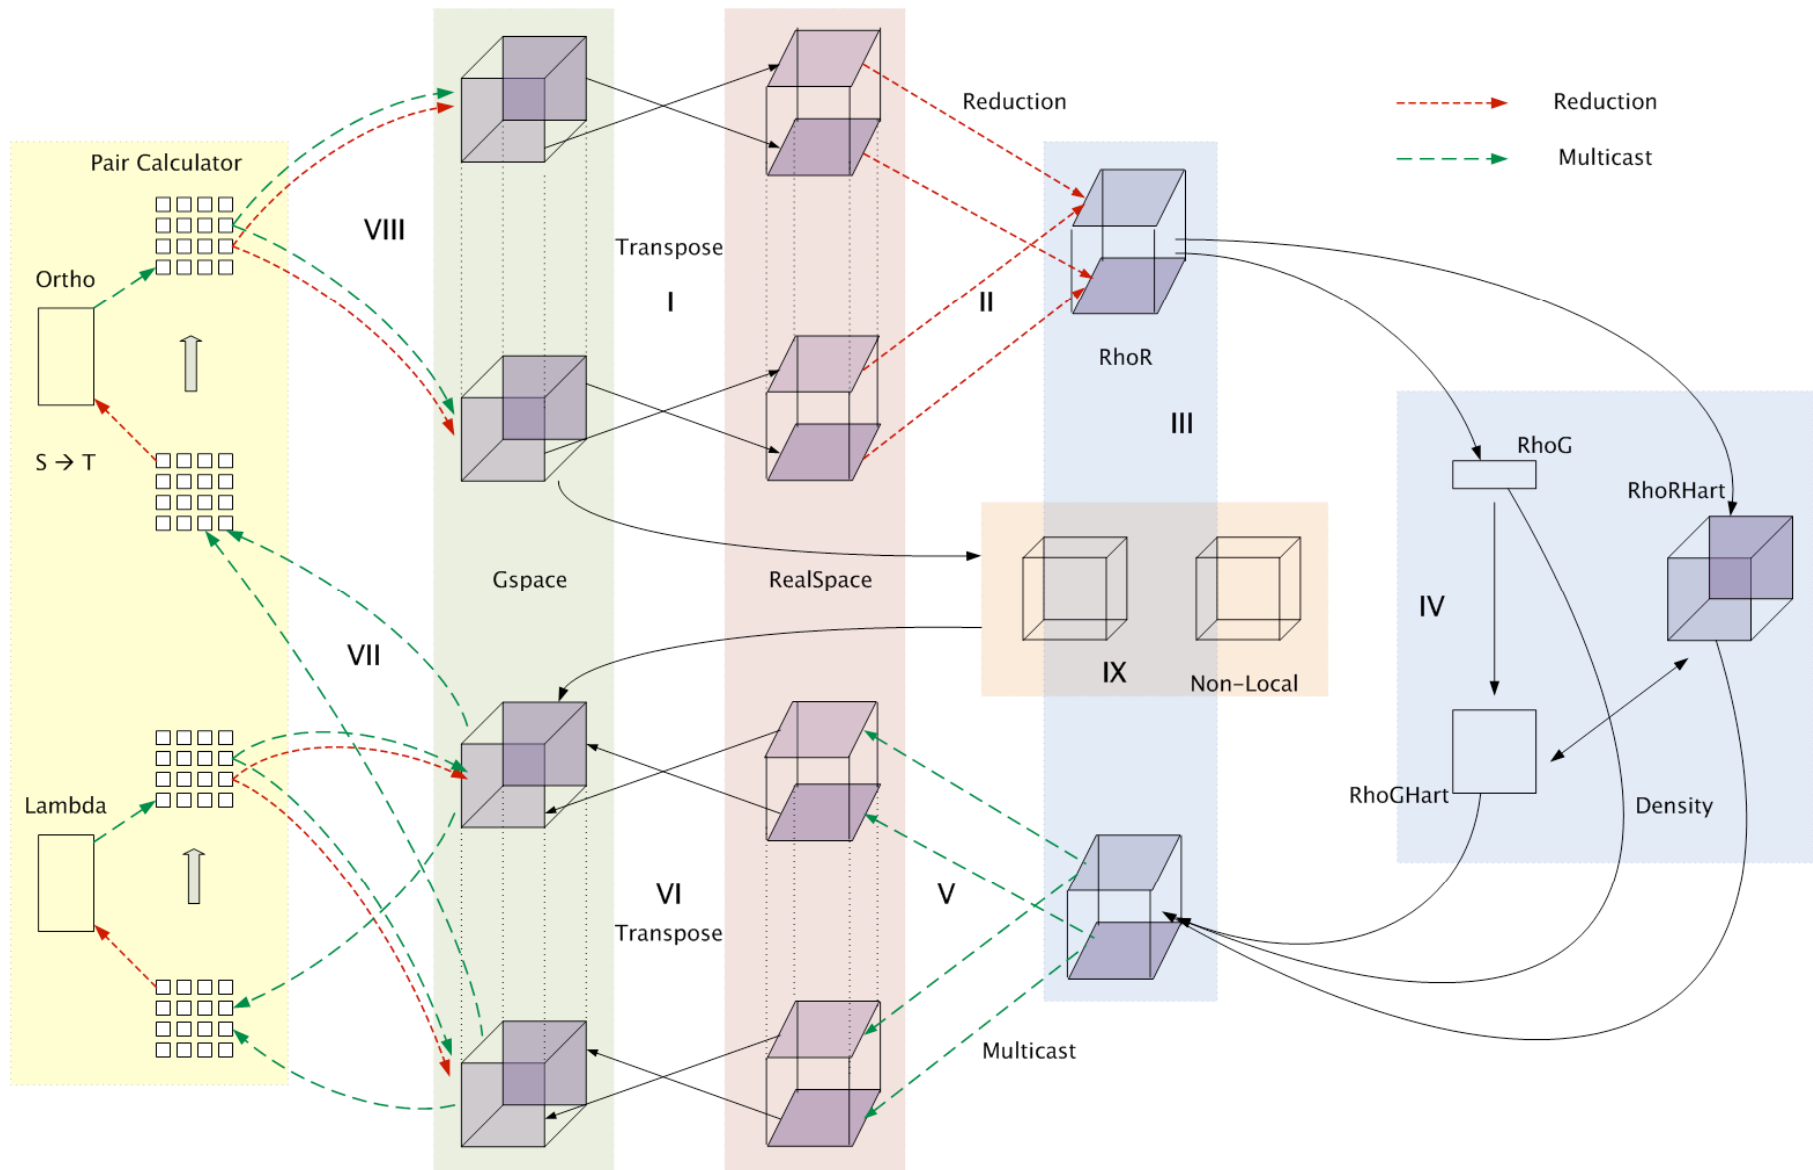 Reduction
Reduction
Multicast
Pair Calculator
VIII
Transpose
Ortho
I
II
RhoR
III
S → T
RhoG
RhoRHart
Gspace
RealSpace
IV
VII
IX
Non-Local
Lambda
RhoGHart
Density
VI
V
Transpose
Multicast